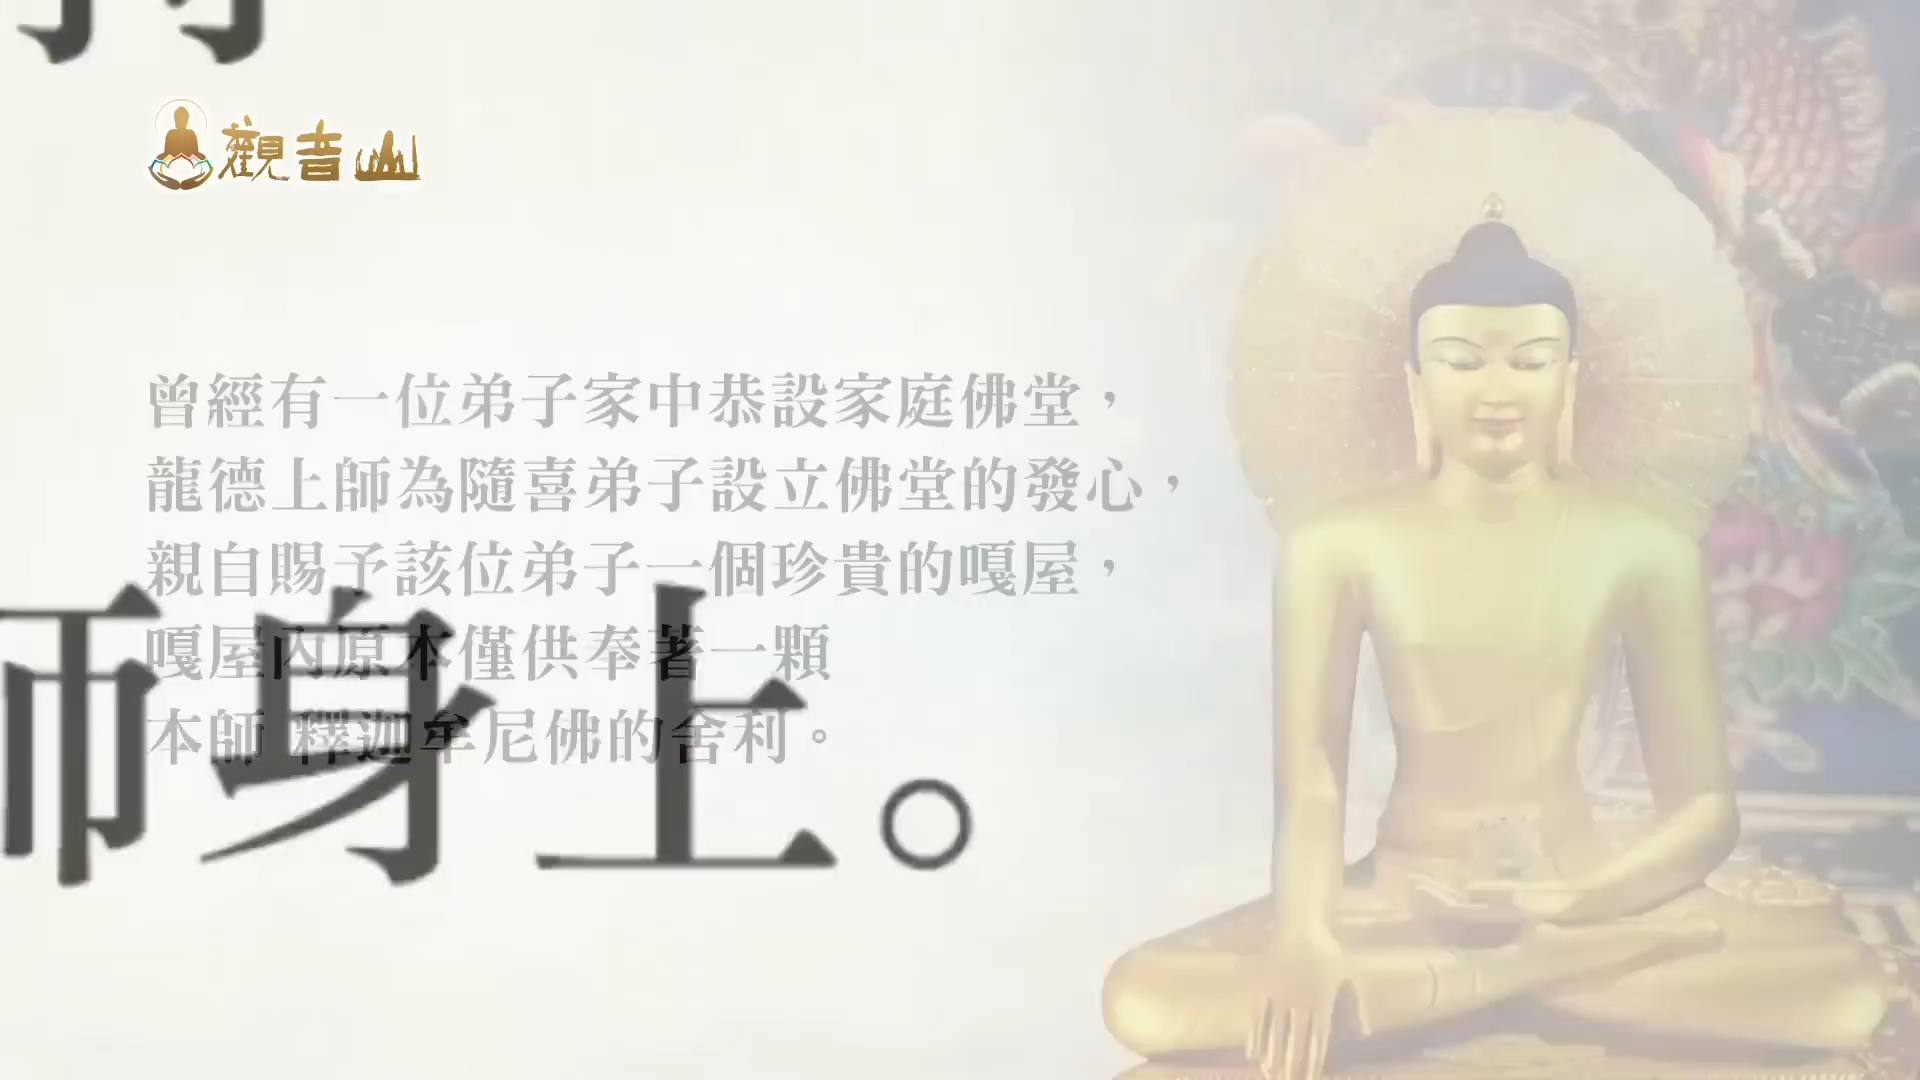 觀音山
曾經有一位弟子家中恭設家庭佛堂，
龍德上師為隨喜弟子設立佛堂的發心，
親自賜予該位弟子一個珍貴的嘎屋，
嘎屋內原本僅供奉著一顆
本師 釋迦牟尼佛的舍利。
師身上。